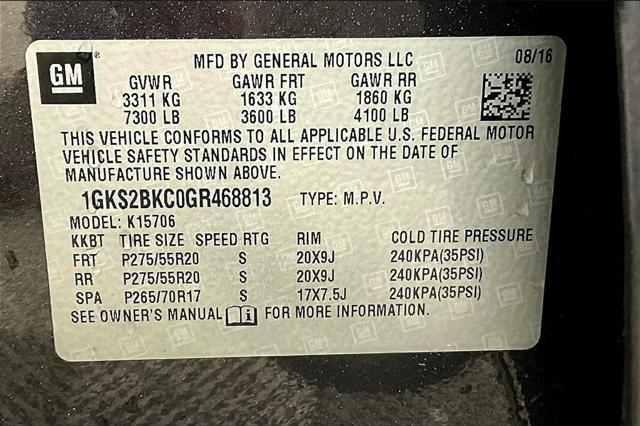 GM ® MFD BY GENERAL MOTORS LLC 08/16
GVWR GAWR FRT GAWR RR
3311 KG 1633 KG 1860 KG
7300 LB 3600 LB 4100 LB
THIS VEHICLE CONFORMS TO ALL APPLICABLE U.S. FEDERAL MOTOR
VEHICLE SAFETY STANDARDS IN EFFECT ON THE DATE OF
MANUFACTURE SHOWN ABOVE.
1GKS2BKC0GR468813 TYPE: M.P.V.
MODEL: K15706
KKBT TIRE SIZE SPEED RTG RIM COLD TIRE PRESSURE
FRT P275/55R20 S 20X9J 240KPA(35PSI)
RR P275/55R20 S 20X9J 240KPA(35PSI)
SPA P265/70R17 S 17X7.5J 240KPA(35PSI)
SEE OWNER'S MANUAL FOR MORE INFORMATION.